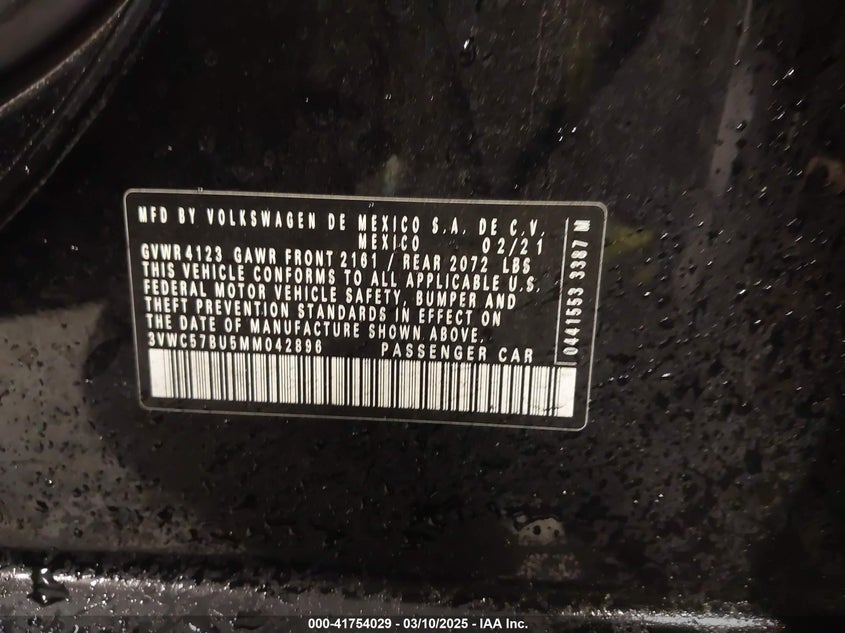 MFD BY VOLKSWAGEN DE MEXICO S.A. DE C.V.
MEXICO 02/21
GVWR 4123 GAWR FRONT 2161 / REAR 2072 LBS
THIS VEHICLE CONFORMS TO ALL APPLICABLE U.S.
FEDERAL MOTOR VEHICLE SAFETY, BUMPER AND
THEFT PREVENTION STANDARDS IN EFFECT ON
THE DATE OF MANUFACTURE SHOWN ABOVE.
3VWC57BU5MM042896 PASSENGER CAR
0441553 3387 M
000-41754029 - 03/10/2025 - IAA Inc.